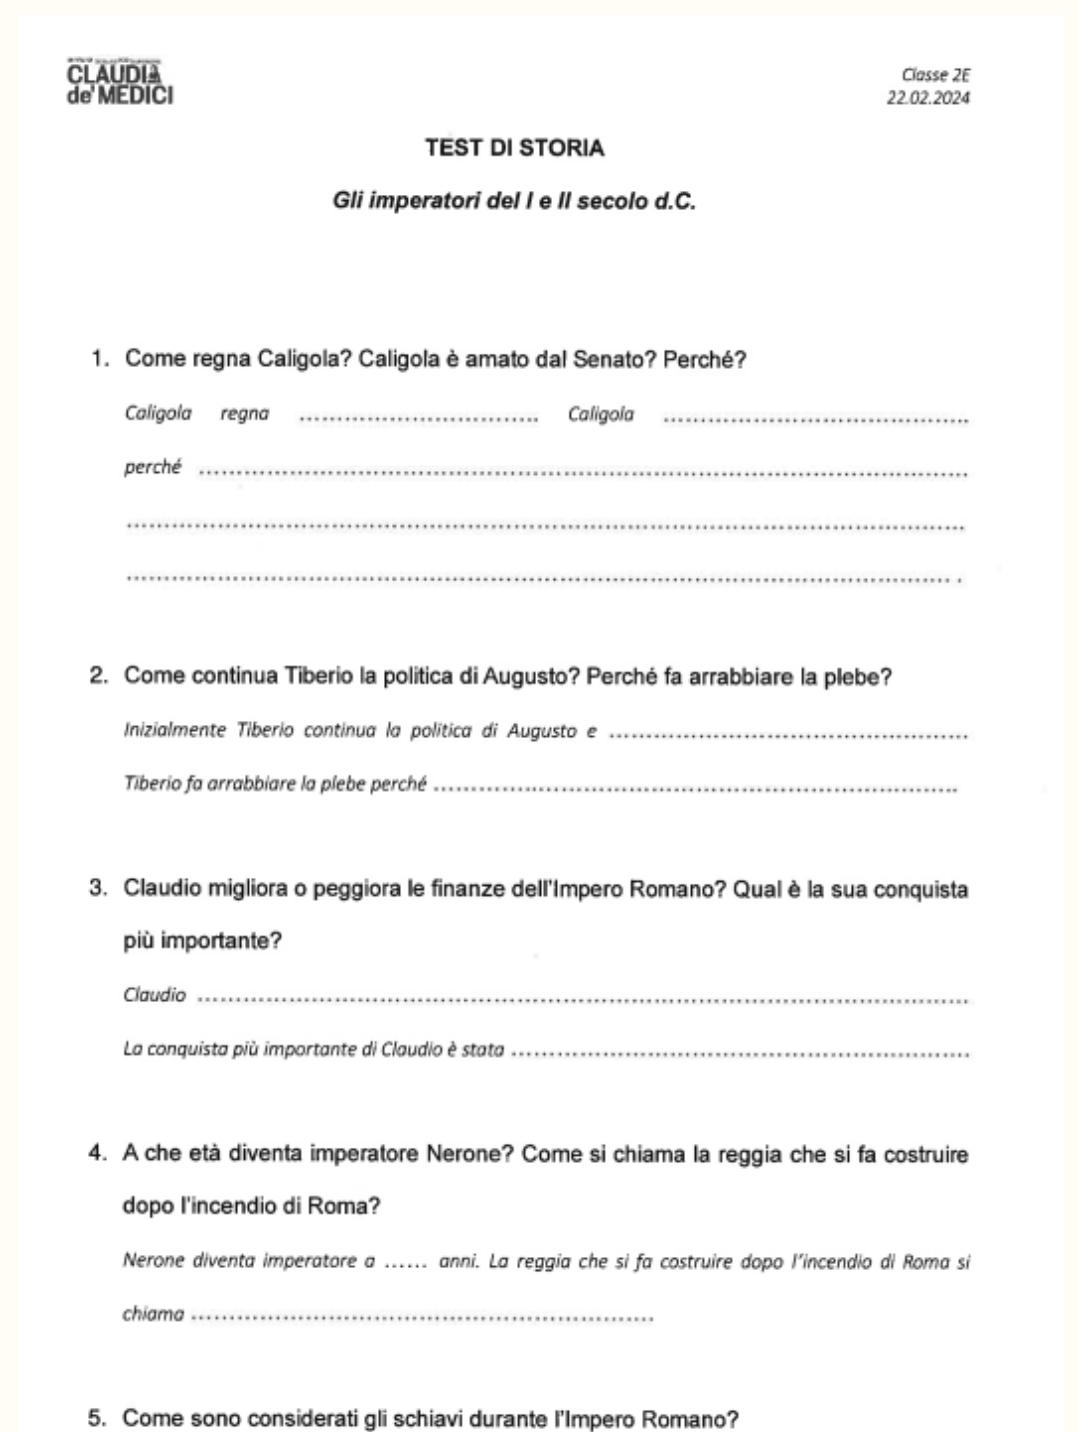 CLAUDIA
de' MEDICI
Classe 2E
22.02.2024
TEST DI STORIA
Gli imperatori del I e II secolo d.C.
1. Come regna Caligola? Caligola è amato dal Senato? Perché?
Caligola regna ................................ Caligola .........................................
perché .......................................................................................................
................................................................................................................
.............................................................................................................. .
2. Come continua Tiberio la politica di Augusto? Perché fa arrabbiare la plebe?
Inizialmente Tiberio continua la politica di Augusto e ................................................
Tiberio fa arrabbiare la plebe perché ......................................................................
3. Claudio migliora o peggiora le finanze dell'Impero Romano? Qual è la sua conquista
più importante?
Claudio .......................................................................................................
La conquista più importante di Claudio è stata .............................................................
4. A che età diventa imperatore Nerone? Come si chiama la reggia che si fa costruire
dopo l'incendio di Roma?
Nerone diventa imperatore a ...... anni. La reggia che si fa costruire dopo l'incendio di Roma si
chiama .............................................................
5. Come sono considerati gli schiavi durante l'Impero Romano?